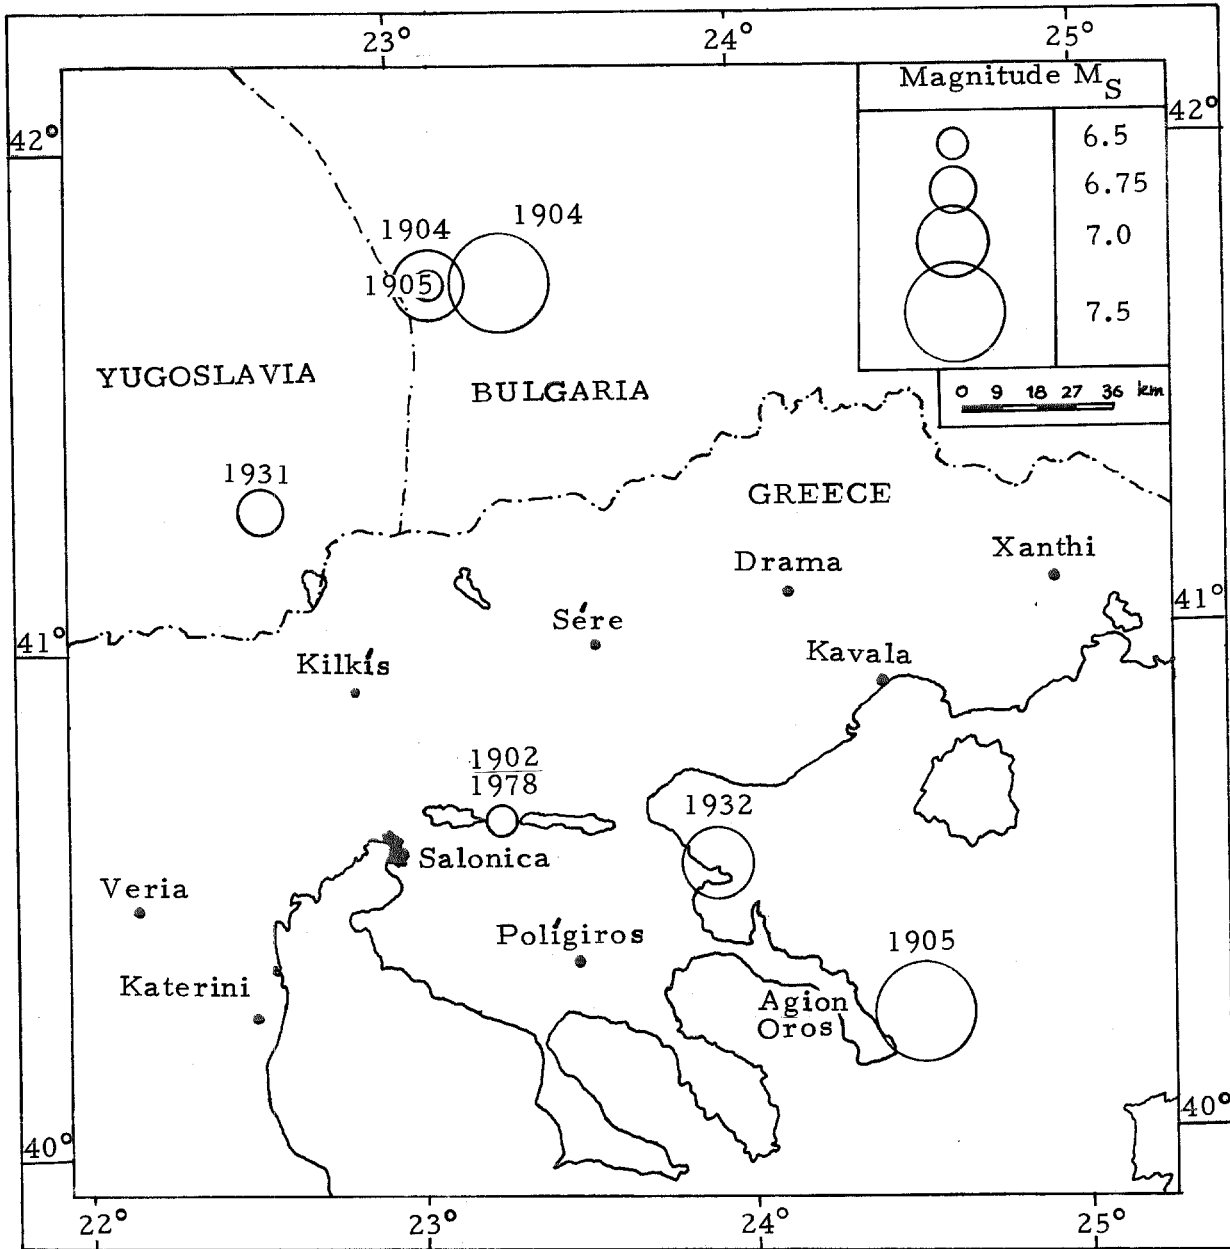 23° 24° 25°
Magnitude M_S
42° 42°
6.5
6.75
7.0
7.5
1904
1904
1905
0 9 18 27 36 km
YUGOSLAVIA
BULGARIA
1931
GREECE
Xanthi
Drama
Sére
41° 41°
Kilkís
Kavala
1902
1978
1932
Salonica
Veria
Polígiros
1905
Katerini
Agion
Oros
40° 40°
22° 23° 24° 25°